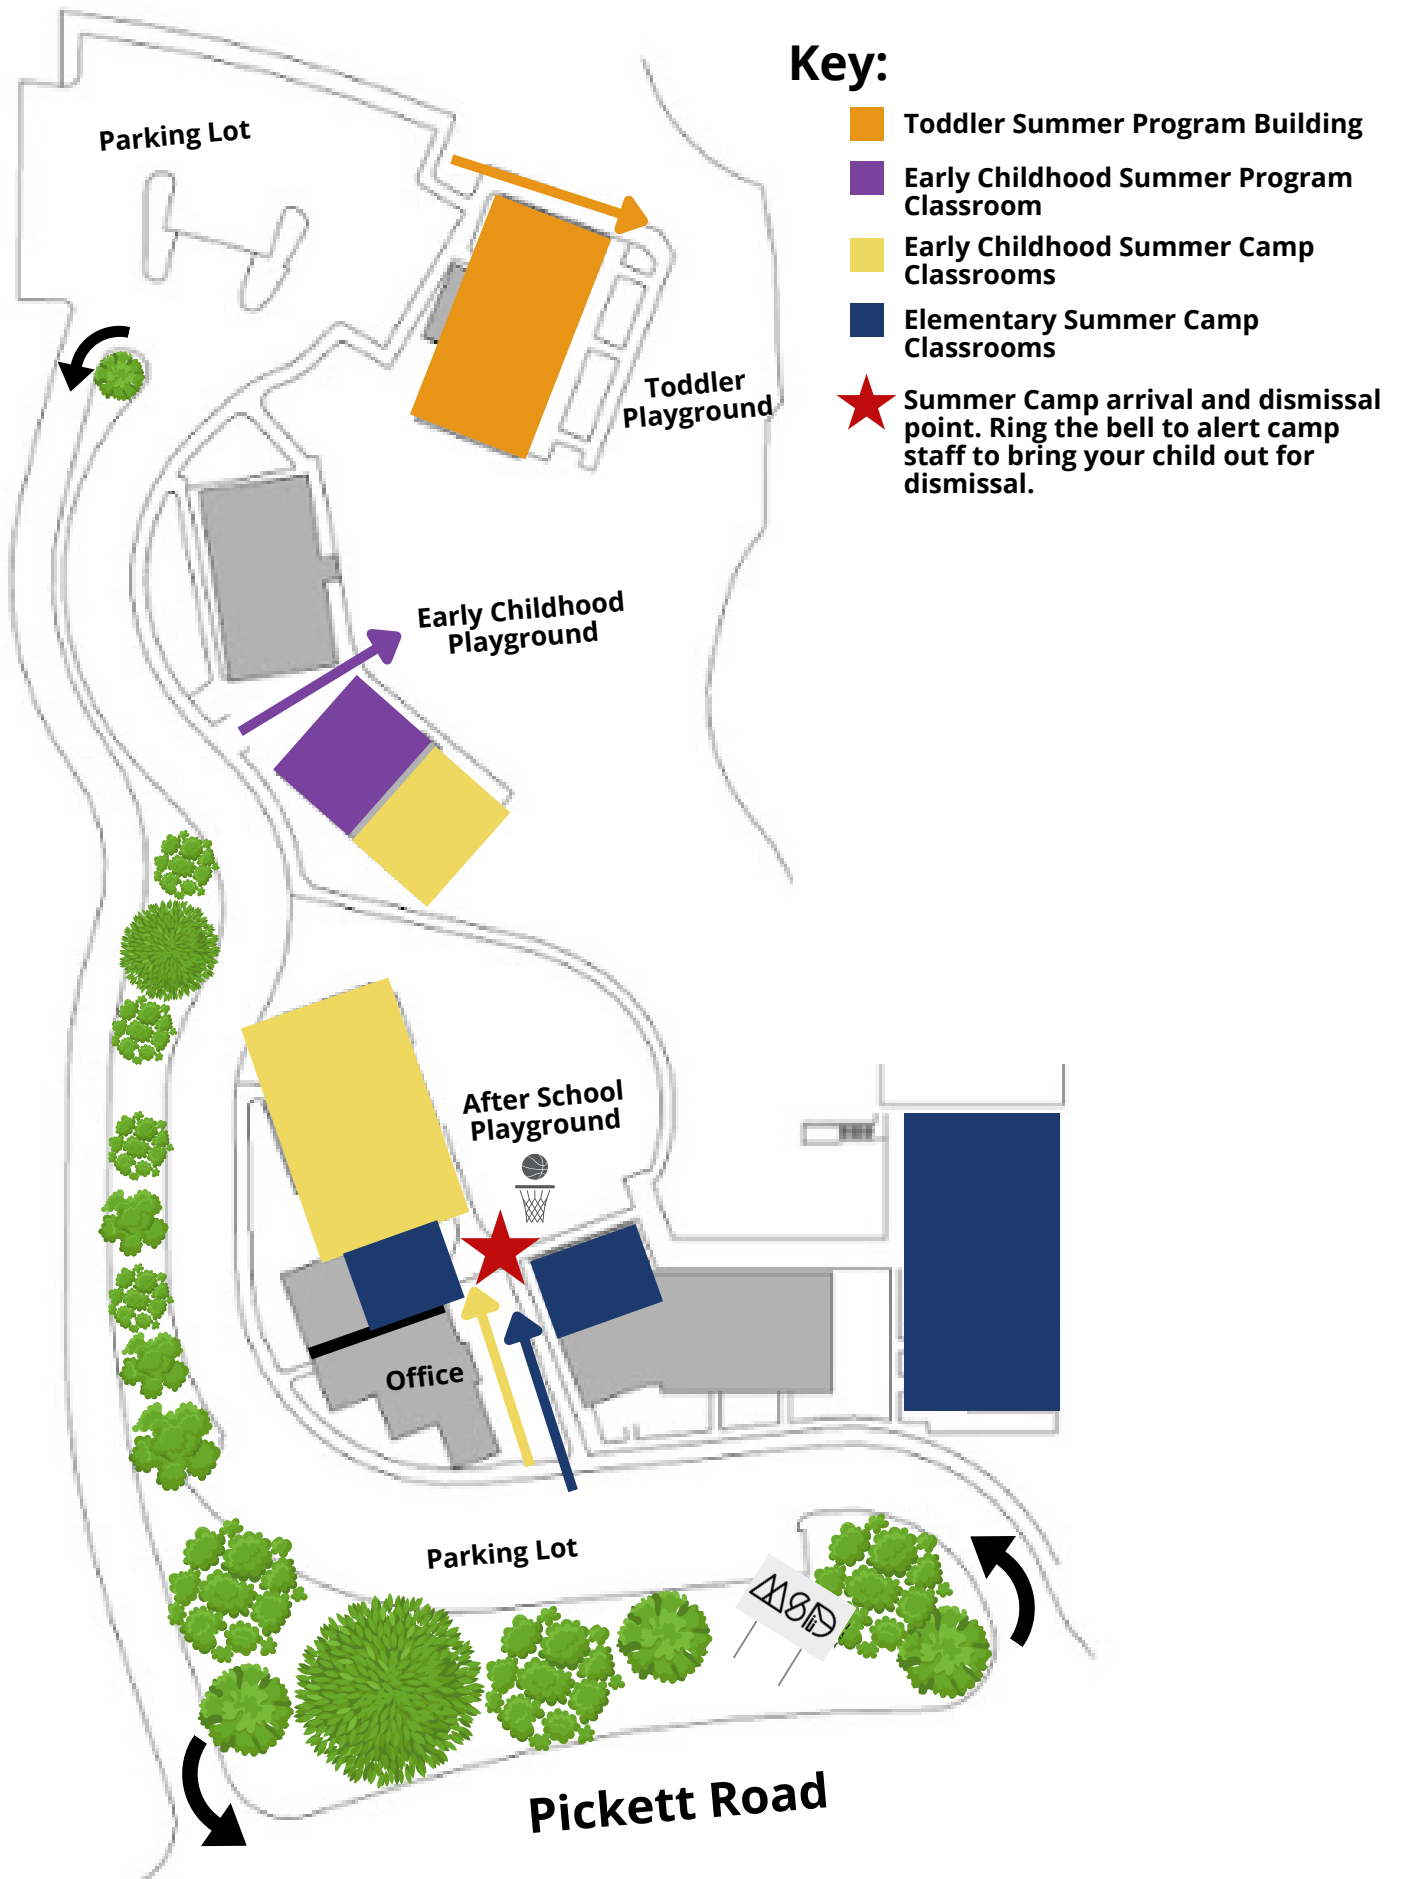 Key:
Toddler Summer Program Building
Early Childhood Summer Program
Classroom
Early Childhood Summer Camp
Classrooms
Elementary Summer Camp
Classrooms
Summer Camp arrival and dismissal
point. Ring the bell to alert camp
staff to bring your child out for
dismissal.
Parking Lot
Toddler
Playground
Early Childhood
Playground
After School
Playground
Office
Parking Lot
MSD
Pickett Road